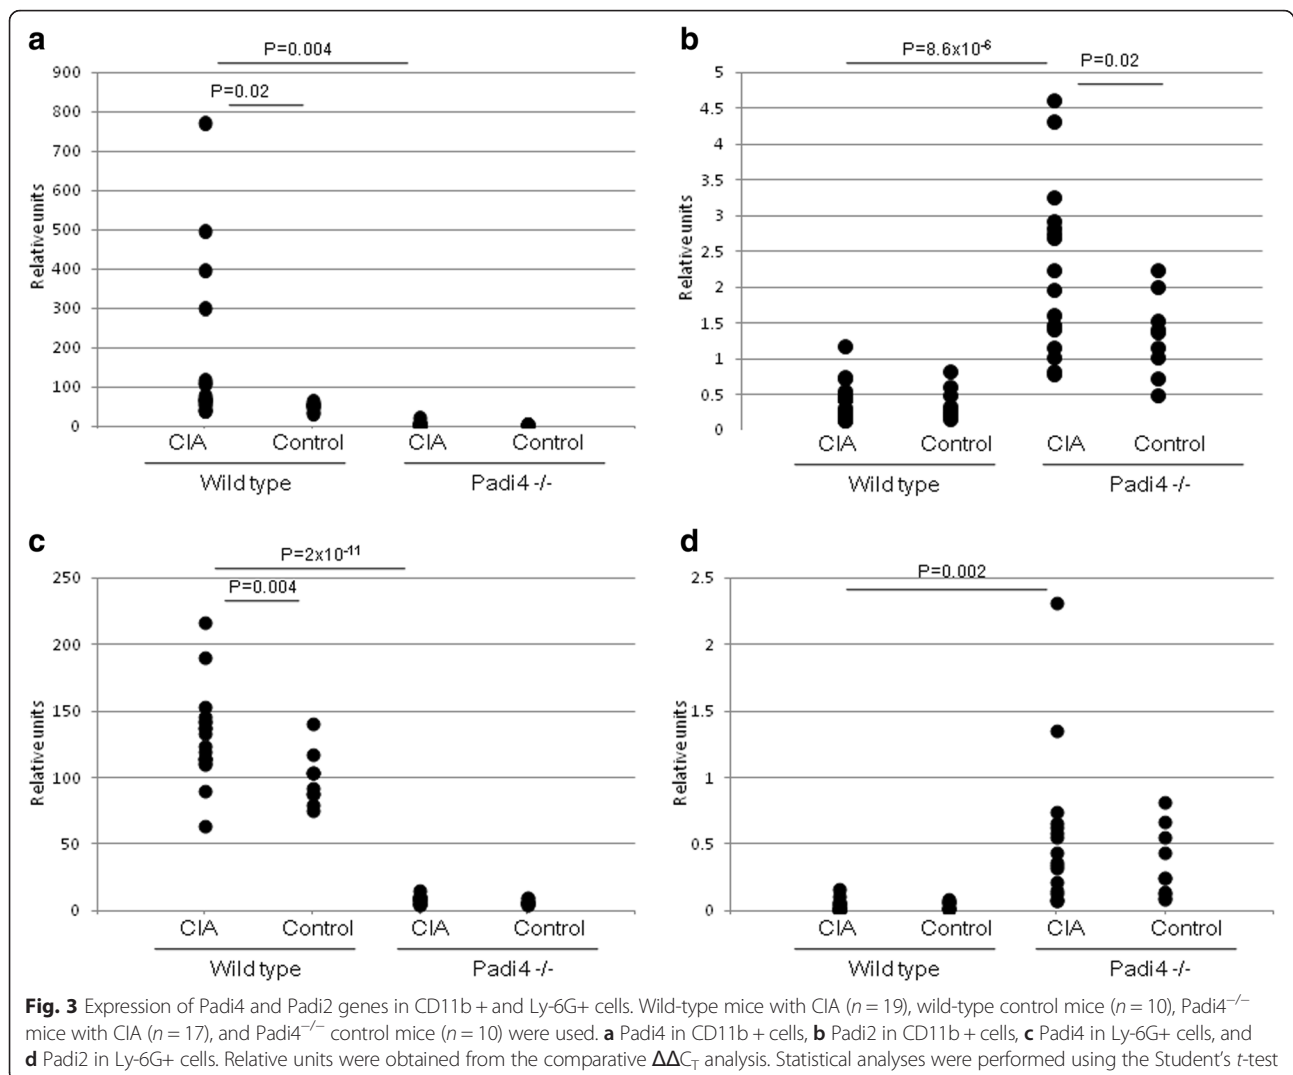 a
P=0.004
P=0.02
900
800
700
600
500
400
300
200
100
0
Relative units
CIA Control CIA Control
Wild type Padi4 -/-
b
P=8.6x10⁻⁶
P=0.02
5
4.5
4
3.5
3
2.5
2
1.5
1
0.5
0
Relative units
CIA Control CIA Control
Wild type Padi4 -/-
c
P=2x10⁻¹¹
P=0.004
250
200
150
100
50
0
Relative units
CIA Control CIA Control
Wild type Padi4 -/-
d
P=0.002
2.5
2
1.5
1
0.5
0
Relative units
CIA Control CIA Control
Wild type Padi4 -/-
Fig. 3 Expression of Padi4 and Padi2 genes in CD11b + and Ly-6G+ cells. Wild-type mice with CIA (n = 19), wild-type control mice (n = 10), Padi4⁻/⁻
mice with CIA (n = 17), and Padi4⁻/⁻ control mice (n = 10) were used. a Padi4 in CD11b + cells, b Padi2 in CD11b + cells, c Padi4 in Ly-6G+ cells, and
d Padi2 in Ly-6G+ cells. Relative units were obtained from the comparative ΔΔC_T analysis. Statistical analyses were performed using the Student's t-test